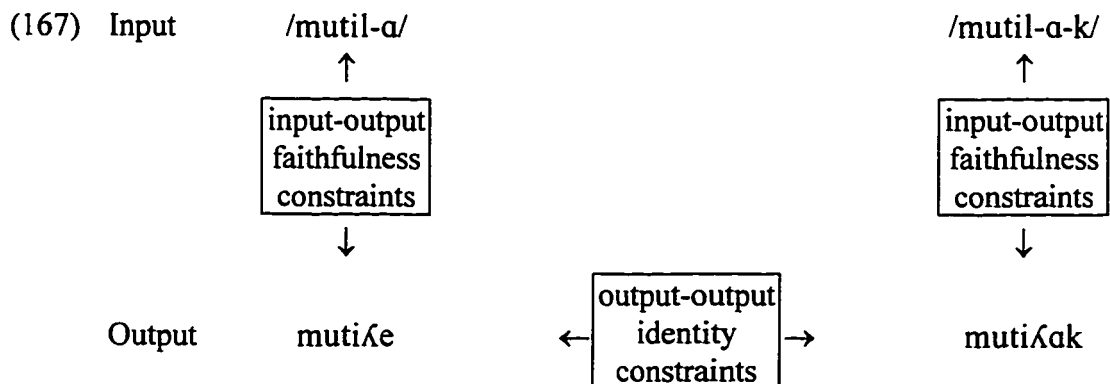 (167) Input /mutil-ɑ/ /mutil-ɑ-k/
↑ ↑
input-output input-output
faithfulness faithfulness
constraints constraints
↓ ↓
output-output
Output mutiʎe ← identity → mutiʎɑk
constraints